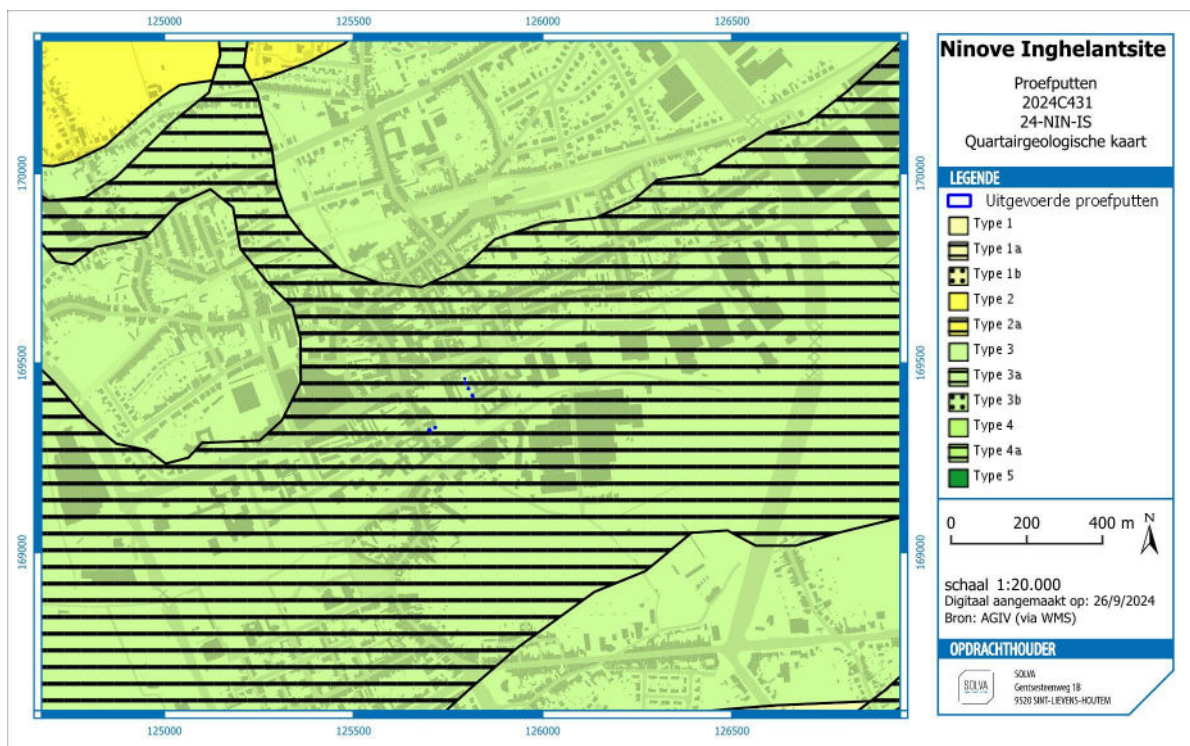 125000 125500 126000 126500
170000 170000
169500 169500
169000 169000
125000 125500 126000 126500
Ninove Inghelantsite
Proefputten
2024C431
24-NIN-IS
Quartairgeologische kaart
LEGENDE
Uitgevoerde proefputten
Type 1
Type 1a
Type 1b
Type 2
Type 2a
Type 3
Type 3a
Type 3b
Type 4
Type 4a
Type 5
0 200 400 m N
schaal 1:20.000
Digitaal aangemaakt op: 26/9/2024
Bron: AGIV (via WMS)
OPDRACHTHOUDER
SOLVA
SOLVA
Gentsesteenweg 1B
9520 SINT-LIEVENS-HOUTEM